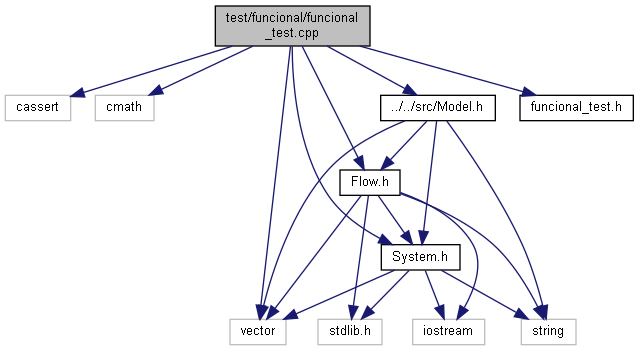 test/funcional/funcional
_test.cpp
cassert
cmath
../../src/Model.h
funcional_test.h
Flow.h
System.h
vector
stdlib.h
iostream
string